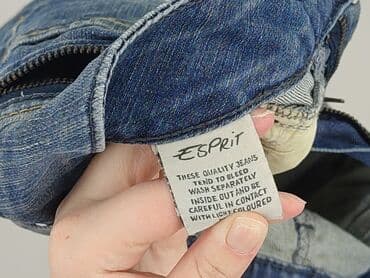 ESPRIT
THESE QUALITY JEANS
TEND TO BLEED
WASH SEPARATELY
INSIDE OUT AND BE
CAREFUL IN CONTACT
WITH LIGHT COLOURED